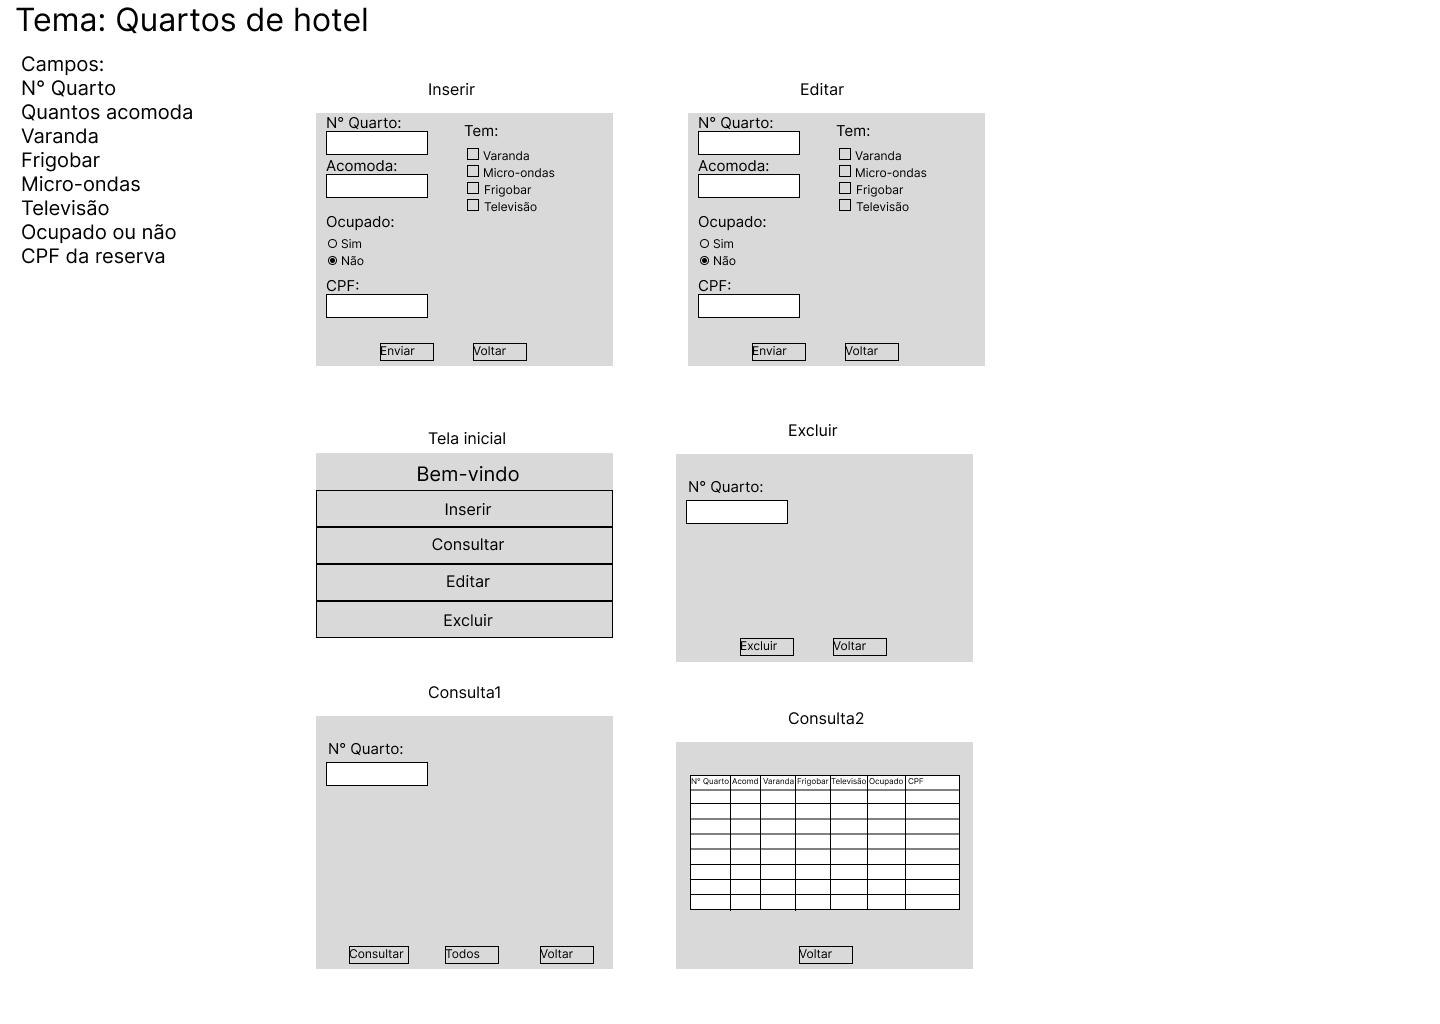 Tema: Quartos de hotel
Campos:
N° Quarto
Quantos acomoda
Varanda
Frigobar
Micro-ondas
Televisão
Ocupado ou não
CPF da reserva
Inserir
N° Quarto:
Tem:
Varanda
Acomoda:
Micro-ondas
Frigobar
Televisão
Ocupado:
Sim
Não
CPF:
Enviar Voltar
Editar
N° Quarto:
Tem:
Varanda
Acomoda:
Micro-ondas
Frigobar
Televisão
Ocupado:
Sim
Não
CPF:
Enviar Voltar
Tela inicial
Bem-vindo
Inserir
Consultar
Editar
Excluir
Excluir
N° Quarto:
Excluir Voltar
Consulta1
N° Quarto:
Consultar Todos Voltar
Consulta2
N° Quarto Acomd Varanda Frigobar Televisão Ocupado CPF
Voltar